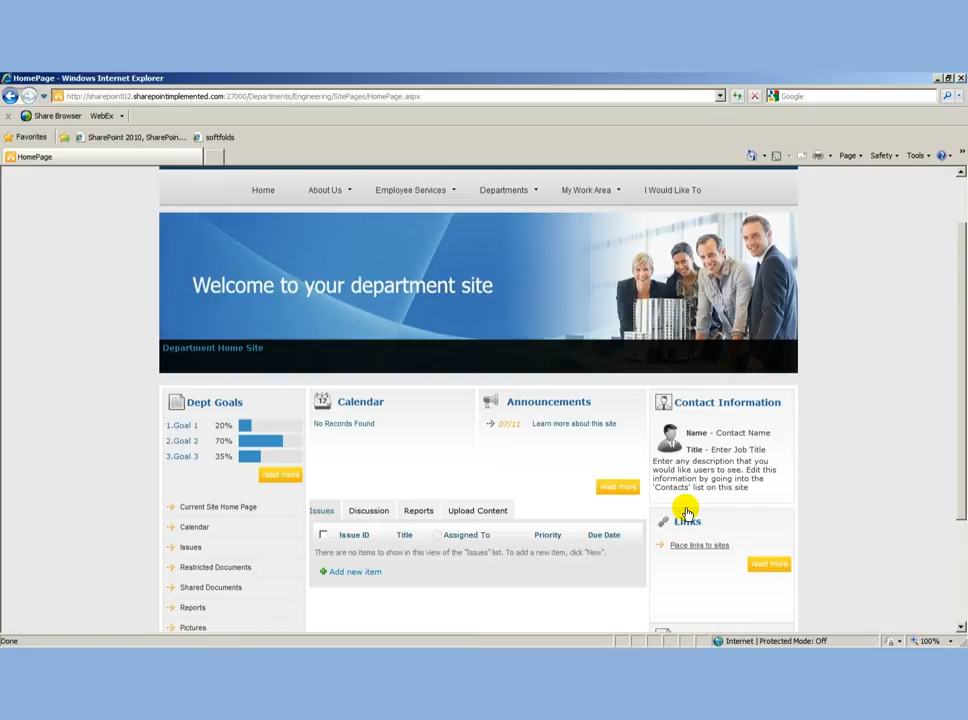 HomePage - Windows Internet Explorer
http://sharepoint02.sharepointimplemented.com:27000/Departments/Engineering/SitePages/HomePage.aspx
Google
Share Browser WebEx
Favorites SharePoint 2010, SharePoin... softfolds
HomePage
Page Safety Tools
Home About Us Employee Services Departments My Work Area I Would Like To
Welcome to your department site
Department Home Site
Dept Goals
1.Goal 1 20%
2.Goal 2 70%
3.Goal 3 35%
read more
Current Site Home Page
Calendar
Issues
Restricted Documents
Shared Documents
Reports
Pictures
12
Calendar
No Records Found
Announcements
07/11 Learn more about this site
read more
Issues Discussion Reports Upload Content
Issue ID Title Assigned To Priority Due Date
There are no items to show in this view of the "Issues" list. To add a new item, click "New".
Add new item
Contact Information
Name - Contact Name
Title - Enter Job Title
Enter any description that you
would like users to see. Edit this
information by going into the
'Contacts' list on this site
Links
Place links to sites
read more
Done
Internet | Protected Mode: Off
100%